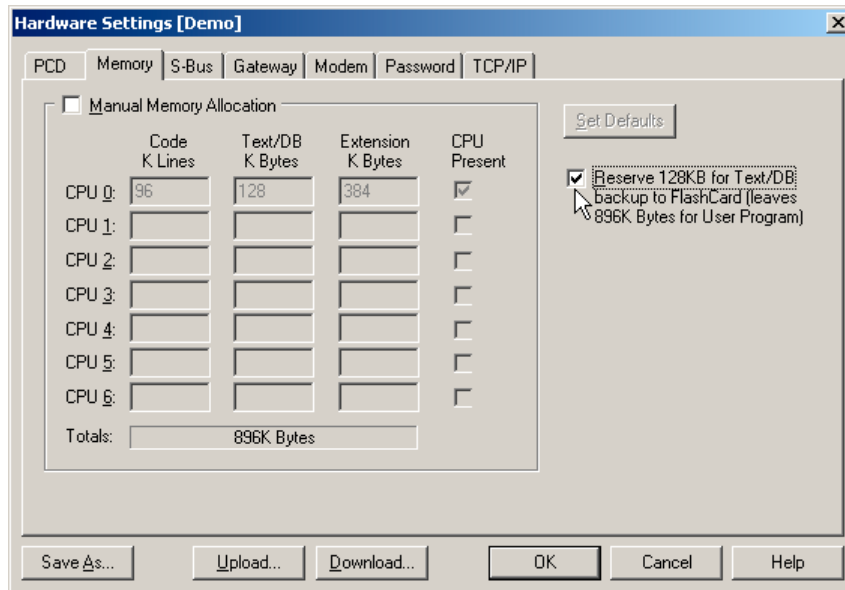 Hardware Settings [Demo]
PCD Memory S-Bus Gateway Modem Password TCP/IP
Manual Memory Allocation
Set Defaults
Code Text/DB Extension CPU
K Lines K Bytes K Bytes Present
Reserve 128KB for Text/DB
backup to FlashCard (leaves
896K Bytes for User Program)
CPU 0: 96 128 384
CPU 1:
CPU 2:
CPU 3:
CPU 4:
CPU 5:
CPU 6:
Totals: 896K Bytes
Save As... Upload... Download... OK Cancel Help